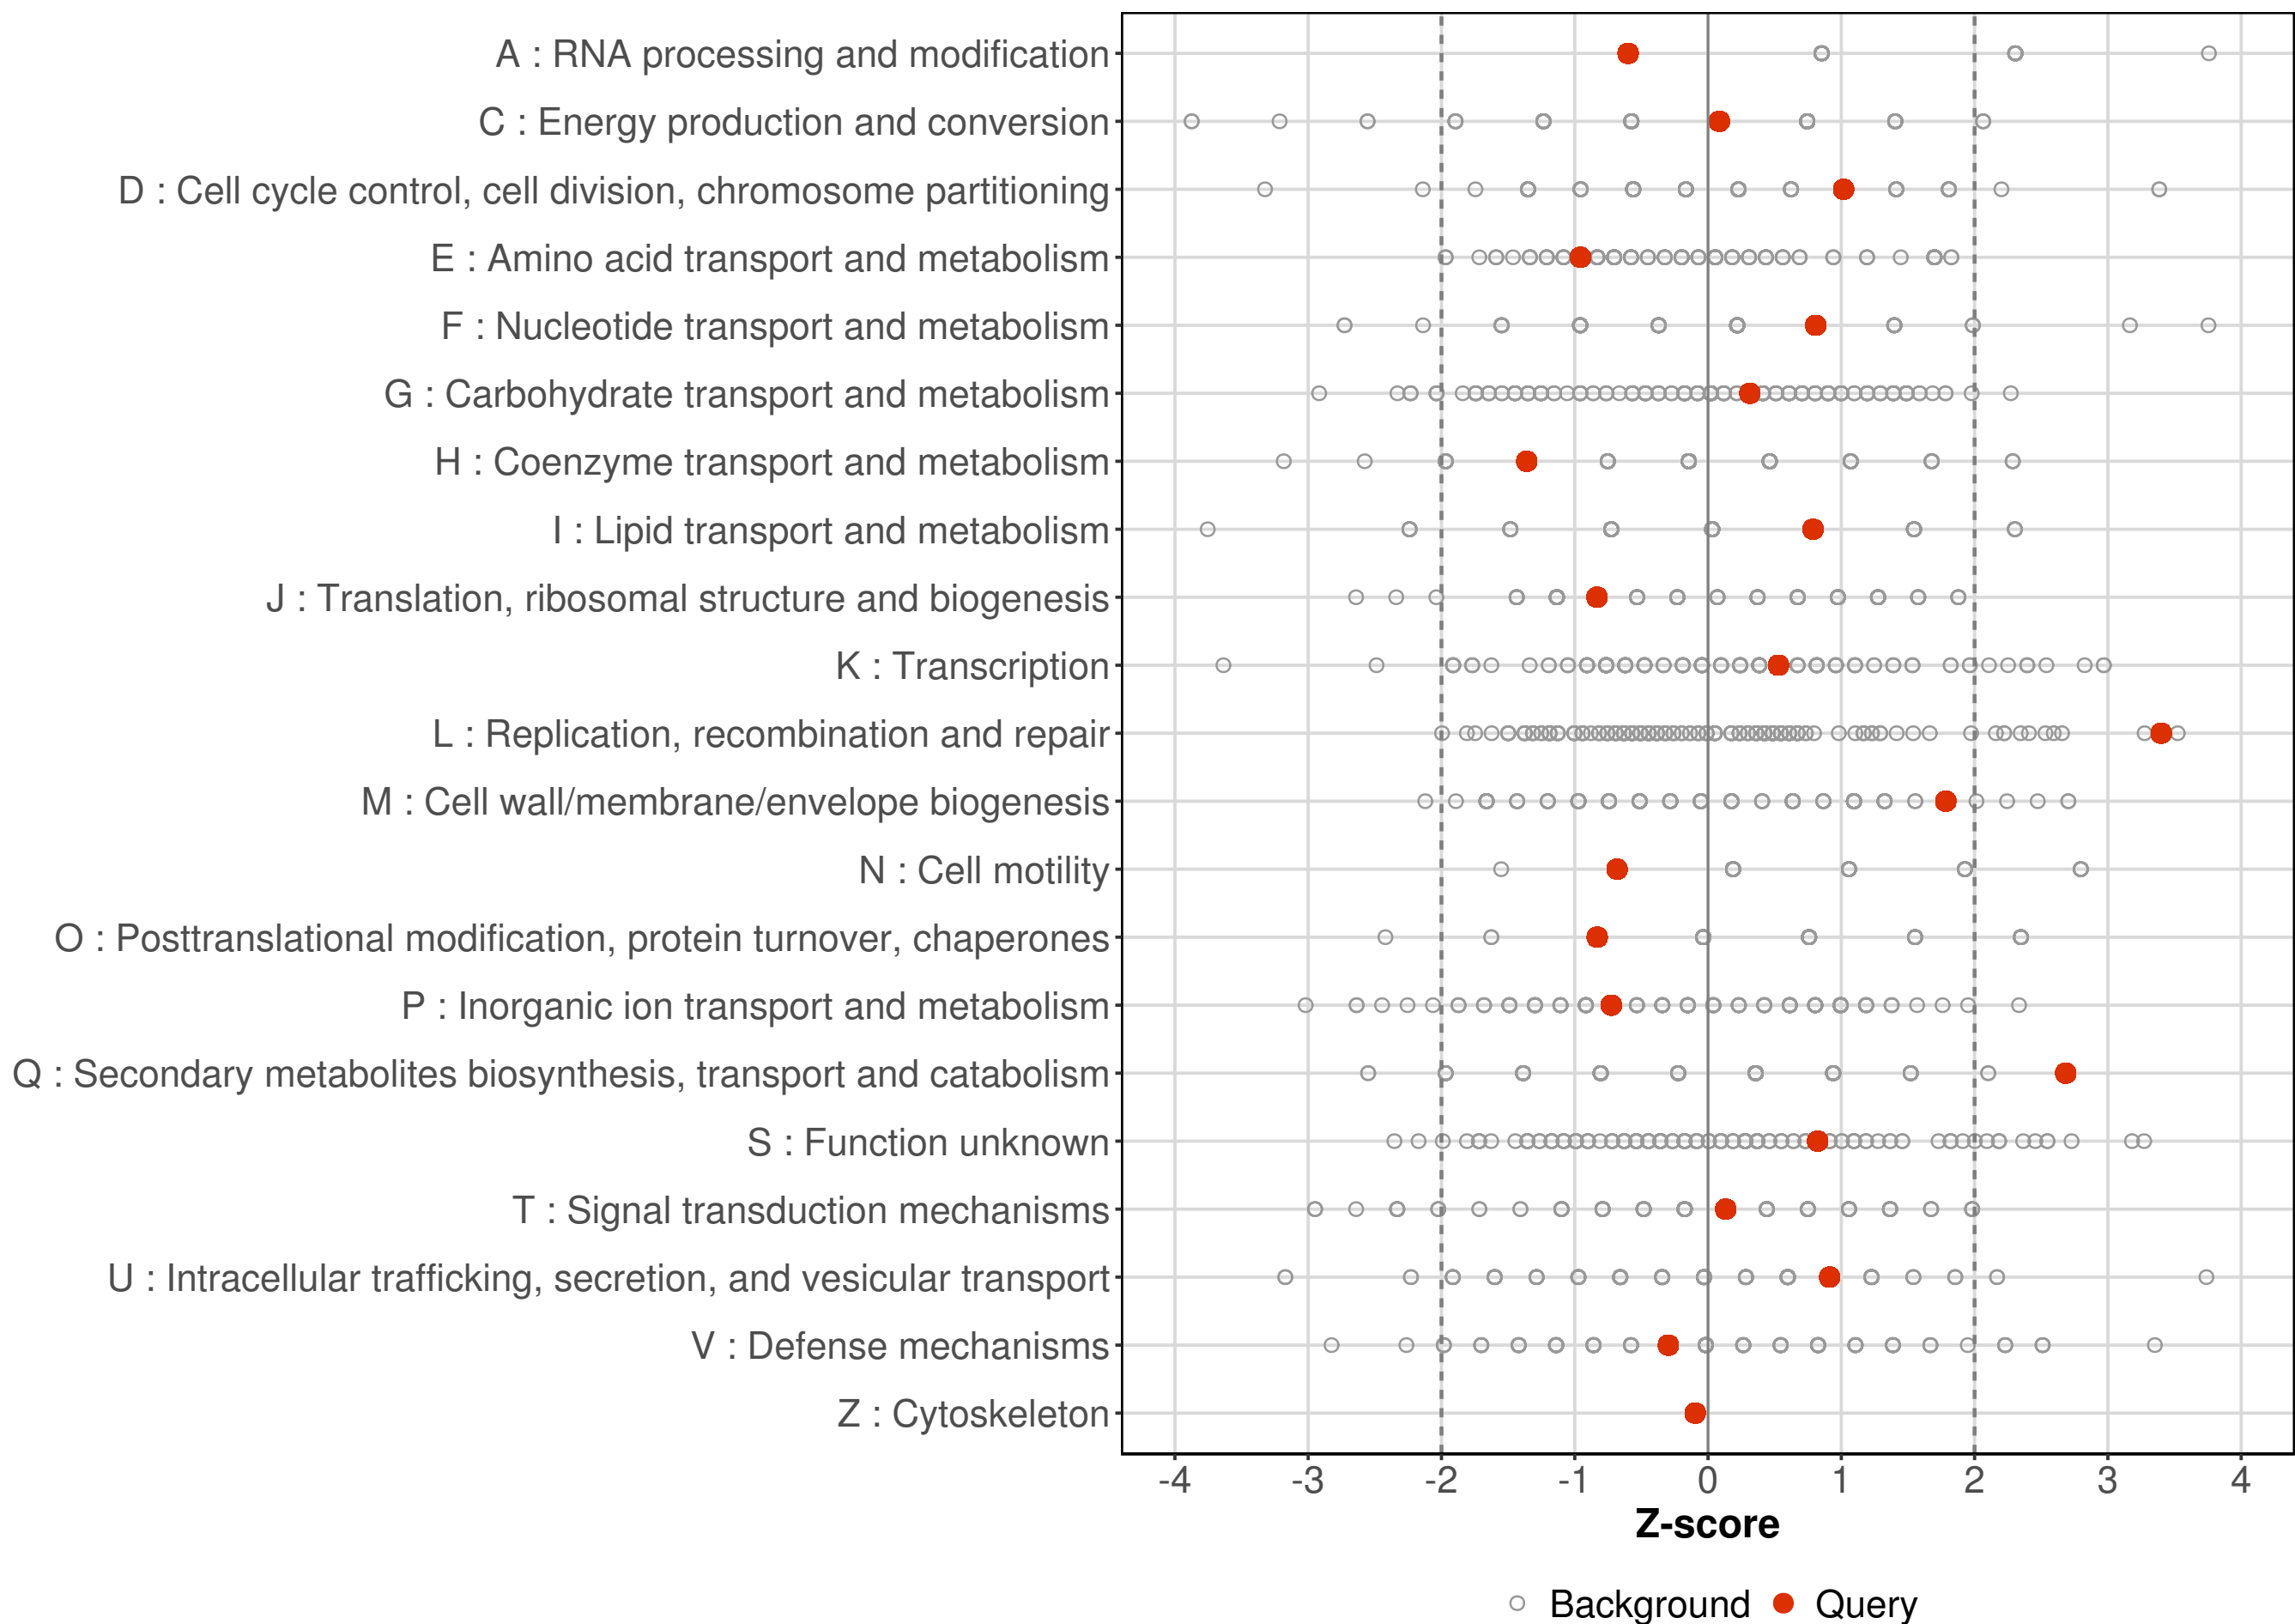 A : RNA processing and modification
C : Energy production and conversion
D : Cell cycle control, cell division, chromosome partitioning
E : Amino acid transport and metabolism
F : Nucleotide transport and metabolism
G : Carbohydrate transport and metabolism
H : Coenzyme transport and metabolism
I : Lipid transport and metabolism
J : Translation, ribosomal structure and biogenesis
K : Transcription
L : Replication, recombination and repair
M : Cell wall/membrane/envelope biogenesis
N : Cell motility
O : Posttranslational modification, protein turnover, chaperones
P : Inorganic ion transport and metabolism
Q : Secondary metabolites biosynthesis, transport and catabolism
S : Function unknown
T : Signal transduction mechanisms
U : Intracellular trafficking, secretion, and vesicular transport
V : Defense mechanisms
Z : Cytoskeleton
-4 -3 -2 -1 0 1 2 3 4
Z-score
Background Query